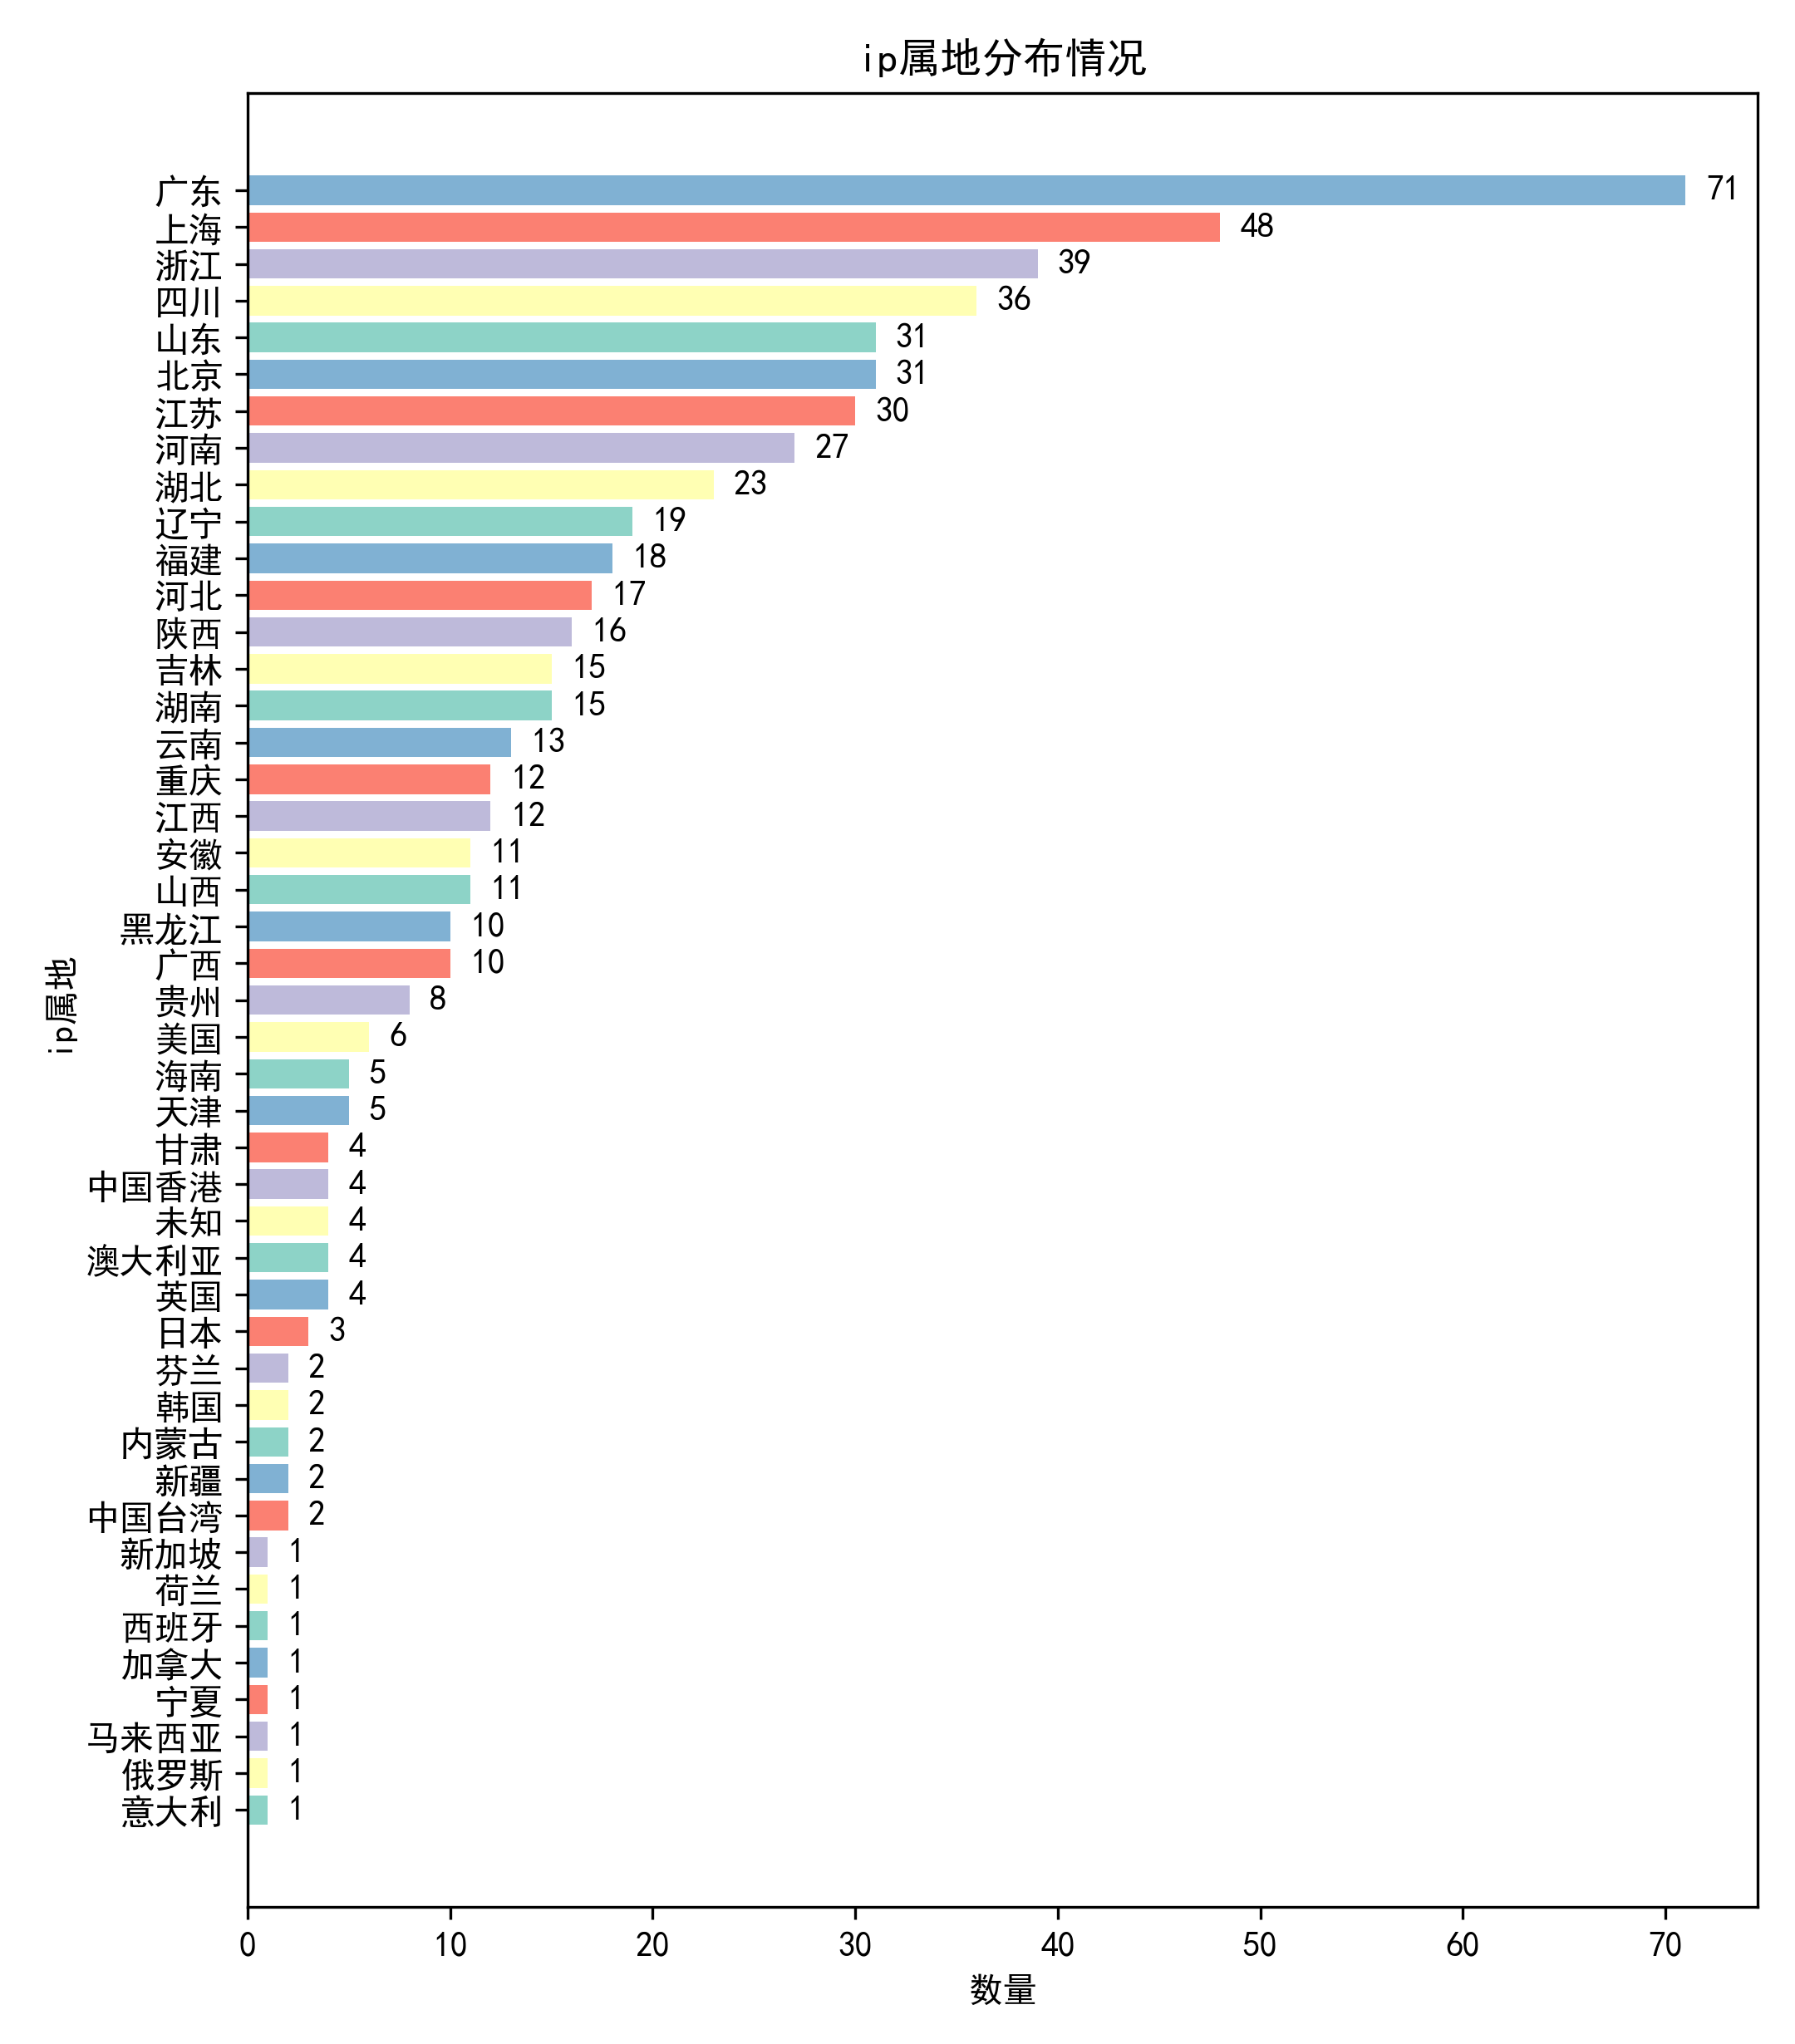 ip属地分布情况
广东 71
上海 48
浙江 39
四川 36
山东 31
北京 31
江苏 30
河南 27
湖北 23
辽宁 19
福建 18
河北 17
陕西 16
吉林 15
湖南 15
云南 13
重庆 12
江西 12
安徽 11
山西 11
黑龙江 10
广西 10
贵州 8
美国 6
海南 5
天津 5
甘肃 4
中国香港 4
未知 4
澳大利亚 4
英国 4
日本 3
芬兰 2
韩国 2
内蒙古 2
新疆 2
中国台湾 2
新加坡 1
荷兰 1
西班牙 1
加拿大 1
宁夏 1
马来西亚 1
俄罗斯 1
意大利 1
ip属地
0 10 20 30 40 50 60 70
数量